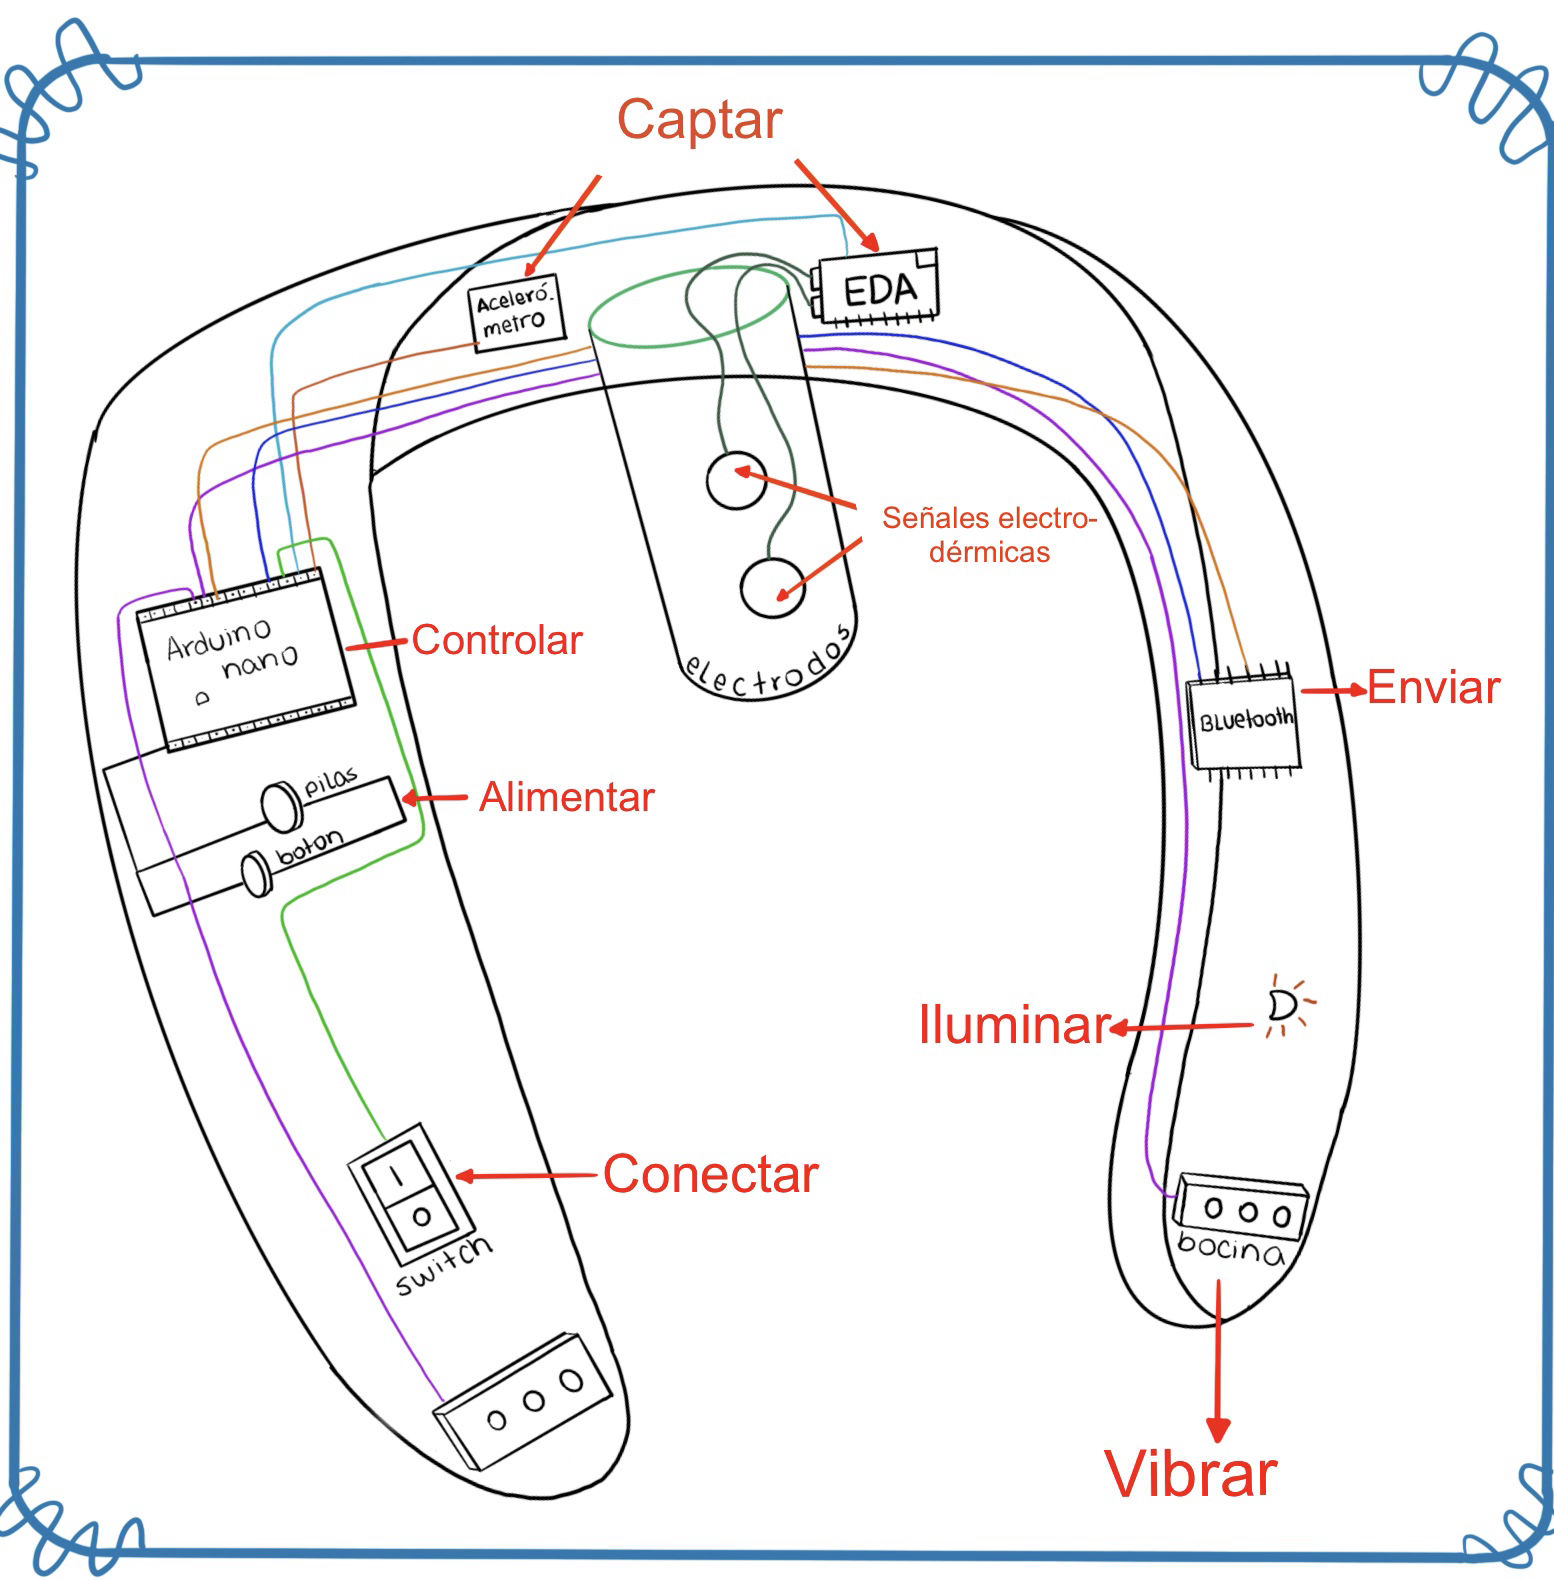 Captar
Aceleró-
metro
EDA
Señales electro-
dérmicas
electrodos
Arduino
nano
Controlar
Bluetooth
Enviar
pilas
boton
Alimentar
Iluminar
Conectar
switch
bocina
Vibrar